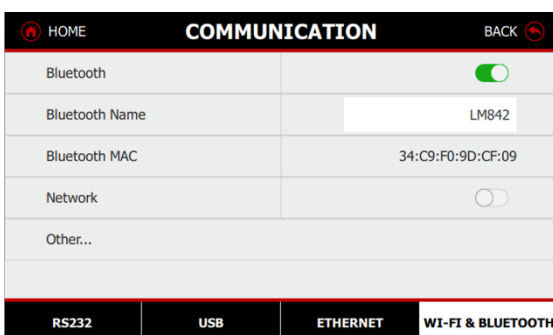 HOME COMMUNICATION BACK
Bluetooth
Bluetooth Name LM842
Bluetooth MAC 34:C9:F0:9D:CF:09
Network
Other...
RS232 USB ETHERNET WI-FI & BLUETOOTH